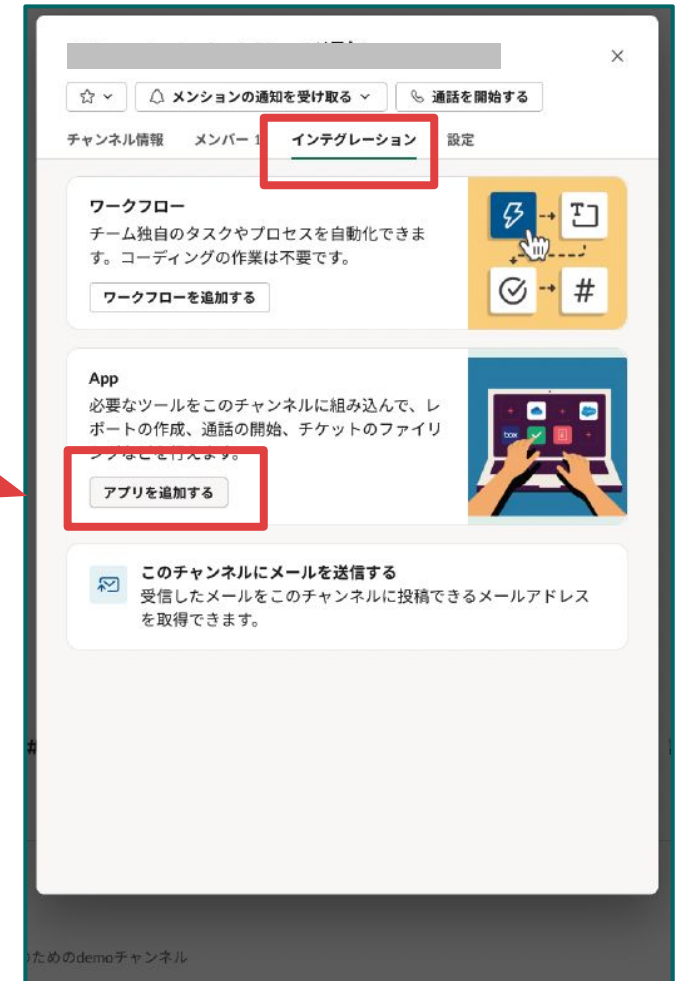 メンションの通知を受け取る 通話を開始する
チャンネル情報 メンバー 1 インテグレーション 設定
ワークフロー
チーム独自のタスクやプロセスを自動化できま
す。コーディングの作業は不要です。
ワークフローを追加する
App
必要なツールをこのチャンネルに組み込んで、レ
ポートの作成、通話の開始、チケットのファイリ
ングなどを行えます。
アプリを追加する
box
このチャンネルにメールを送信する
受信したメールをこのチャンネルに投稿できるメールアドレス
を取得できます。
#
のためのdemoチャンネル